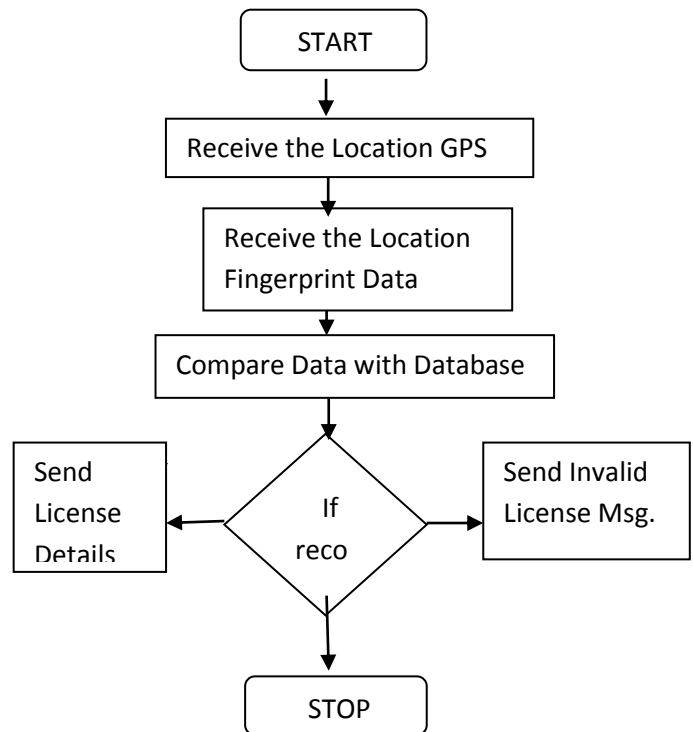 START
Receive the Location GPS
Receive the Location
Fingerprint Data
Compare Data with Database
Send
License
Details
If
reco
Send Invalid
License Msg.
STOP